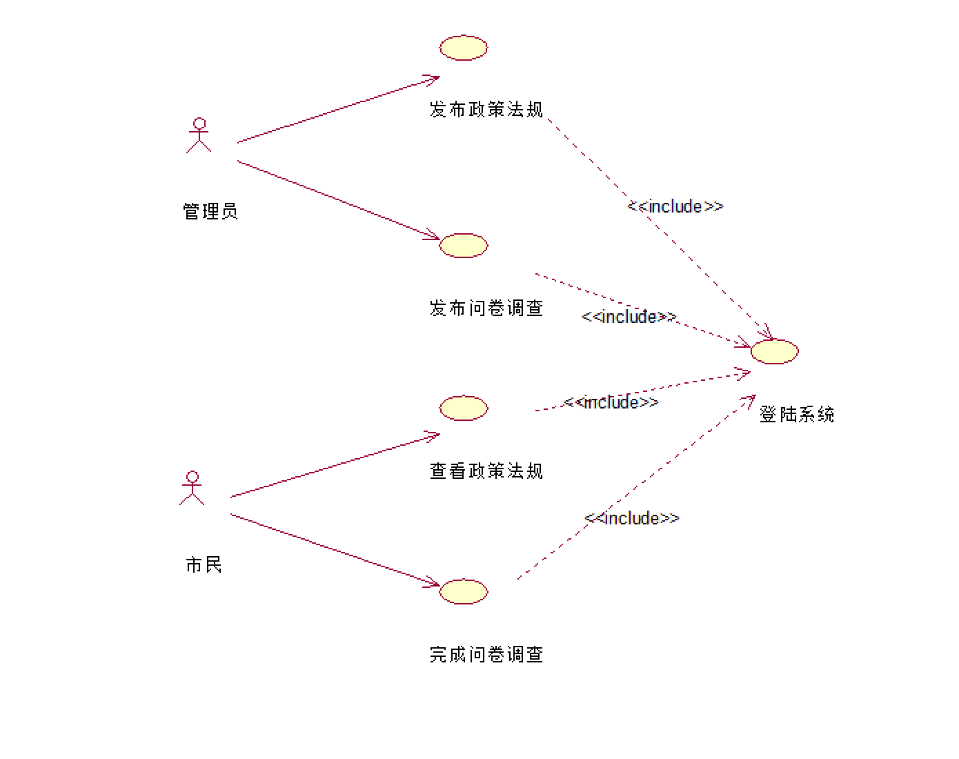 发布政策法规
<<include>>
管理员
发布问卷调查
<<include>>
<<include>>
登陆系统
查看政策法规
<<include>>
市民
完成问卷调查